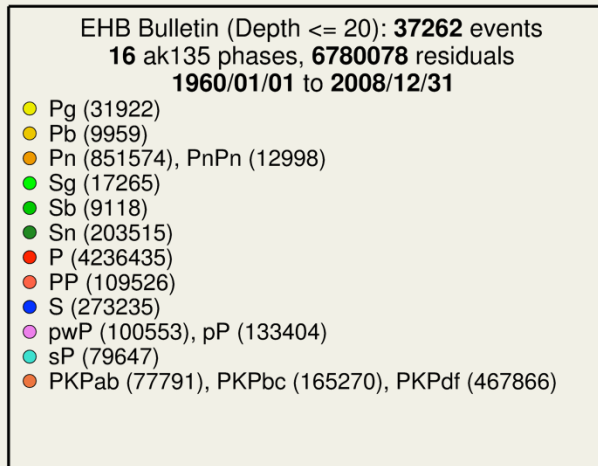 EHB Bulletin (Depth <= 20): 37262 events
16 ak135 phases, 6780078 residuals
1960/01/01 to 2008/12/31
Pg (31922)
Pb (9959)
Pn (851574), PnPn (12998)
Sg (17265)
Sb (9118)
Sn (203515)
P (4236435)
PP (109526)
S (273235)
pwP (100553), pP (133404)
sP (79647)
PKPab (77791), PKPbc (165270), PKPdf (467866)